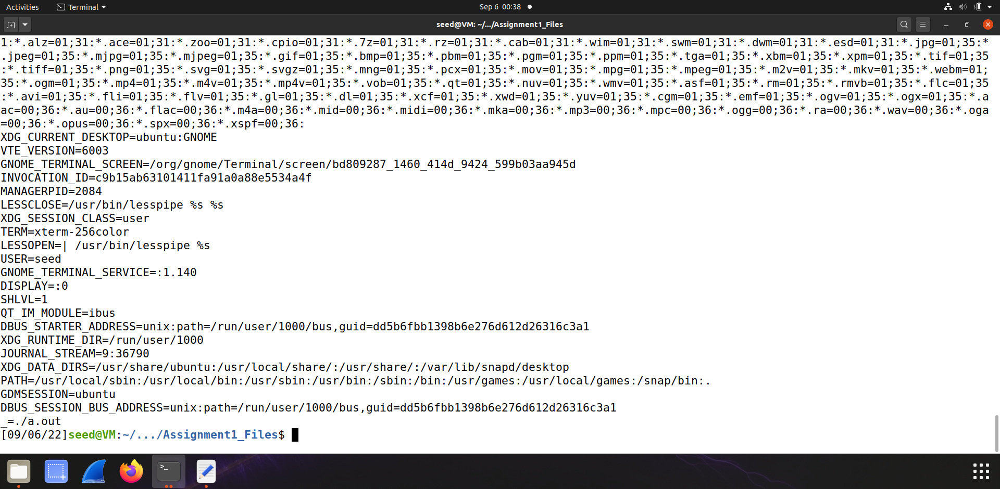 Activities
Terminal
Sep 6 00:38
seed@VM: ~/.../Assignment1_Files
1:*.alz=01;31:*.ace=01;31:*.zoo=01;31:*.cpio=01;31:*.7z=01;31:*.rz=01;31:*.cab=01;31:*.wim=01;31:*.swm=01;31:*.dwm=01;31:*.esd=01;31:*.jpg=01;35:*
.jpeg=01;35:*.mjpg=01;35:*.mjpeg=01;35:*.gif=01;35:*.bmp=01;35:*.pbm=01;35:*.pgm=01;35:*.ppm=01;35:*.tga=01;35:*.xbm=01;35:*.xpm=01;35:*.tif=01;35
:*.tiff=01;35:*.png=01;35:*.svg=01;35:*.svgz=01;35:*.mng=01;35:*.pcx=01;35:*.mov=01;35:*.mpg=01;35:*.mpeg=01;35:*.m2v=01;35:*.mkv=01;35:*.webm=01;
35:*.ogm=01;35:*.mp4=01;35:*.m4v=01;35:*.mp4v=01;35:*.vob=01;35:*.qt=01;35:*.nuv=01;35:*.wmv=01;35:*.asf=01;35:*.rm=01;35:*.rmvb=01;35:*.flc=01;35
:*.avi=01;35:*.fli=01;35:*.flv=01;35:*.gl=01;35:*.dl=01;35:*.xcf=01;35:*.xwd=01;35:*.yuv=01;35:*.cgm=01;35:*.emf=01;35:*.ogv=01;35:*.ogx=01;35:*.a
ac=00;36:*.au=00;36:*.flac=00;36:*.m4a=00;36:*.mid=00;36:*.midi=00;36:*.mka=00;36:*.mp3=00;36:*.mpc=00;36:*.ogg=00;36:*.ra=00;36:*.wav=00;36:*.oga
=00;36:*.opus=00;36:*.spx=00;36:*.xspf=00;36:
XDG_CURRENT_DESKTOP=ubuntu:GNOME
VTE_VERSION=6003
GNOME_TERMINAL_SCREEN=/org/gnome/Terminal/screen/bd809287_1460_414d_9424_599b03aa945d
INVOCATION_ID=c9b15ab63101411fa91a0a88e5534a4f
MANAGERPID=2084
LESSCLOSE=/usr/bin/lesspipe %s %s
XDG_SESSION_CLASS=user
TERM=xterm-256color
LESSOPEN=| /usr/bin/lesspipe %s
USER=seed
GNOME_TERMINAL_SERVICE=:1.140
DISPLAY=:0
SHLVL=1
QT_IM_MODULE=ibus
DBUS_STARTER_ADDRESS=unix:path=/run/user/1000/bus,guid=dd5b6fbb1398b6e276d612d26316c3a1
XDG_RUNTIME_DIR=/run/user/1000
JOURNAL_STREAM=9:36790
XDG_DATA_DIRS=/usr/share/ubuntu:/usr/local/share/:/usr/share/:/var/lib/snapd/desktop
PATH=/usr/local/sbin:/usr/local/bin:/usr/sbin:/usr/bin:/sbin:/bin:/usr/games:/usr/local/games:/snap/bin:.
GDMSESSION=ubuntu
DBUS_SESSION_BUS_ADDRESS=unix:path=/run/user/1000/bus,guid=dd5b6fbb1398b6e276d612d26316c3a1
_=./a.out
[09/06/22]seed@VM:~/.../Assignment1_Files$